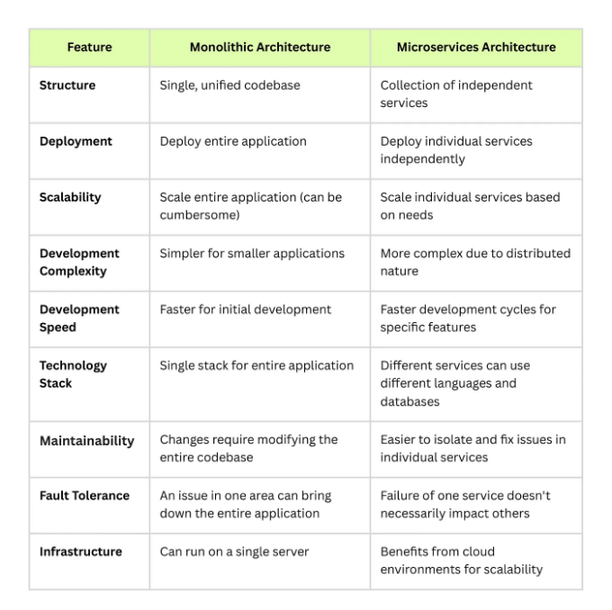 Feature Monolithic Architecture Microservices Architecture
Structure Single, unified codebase Collection of independent
services
Deployment Deploy entire application Deploy individual services
independently
Scalability Scale entire application (can be Scale individual services based
cumbersome) on needs
Development Simpler for smaller applications More complex due to distributed
Complexity nature
Development Faster for initial development Faster development cycles for
Speed specific features
Technology Single stack for entire application Different services can use
Stack different languages and
databases
Maintainability Changes require modifying the Easier to isolate and fix issues in
entire codebase individual services
Fault Tolerance An issue in one area can bring Failure of one service doesn't
down the entire application necessarily impact others
Infrastructure Can run on a single server Benefits from cloud
environments for scalability